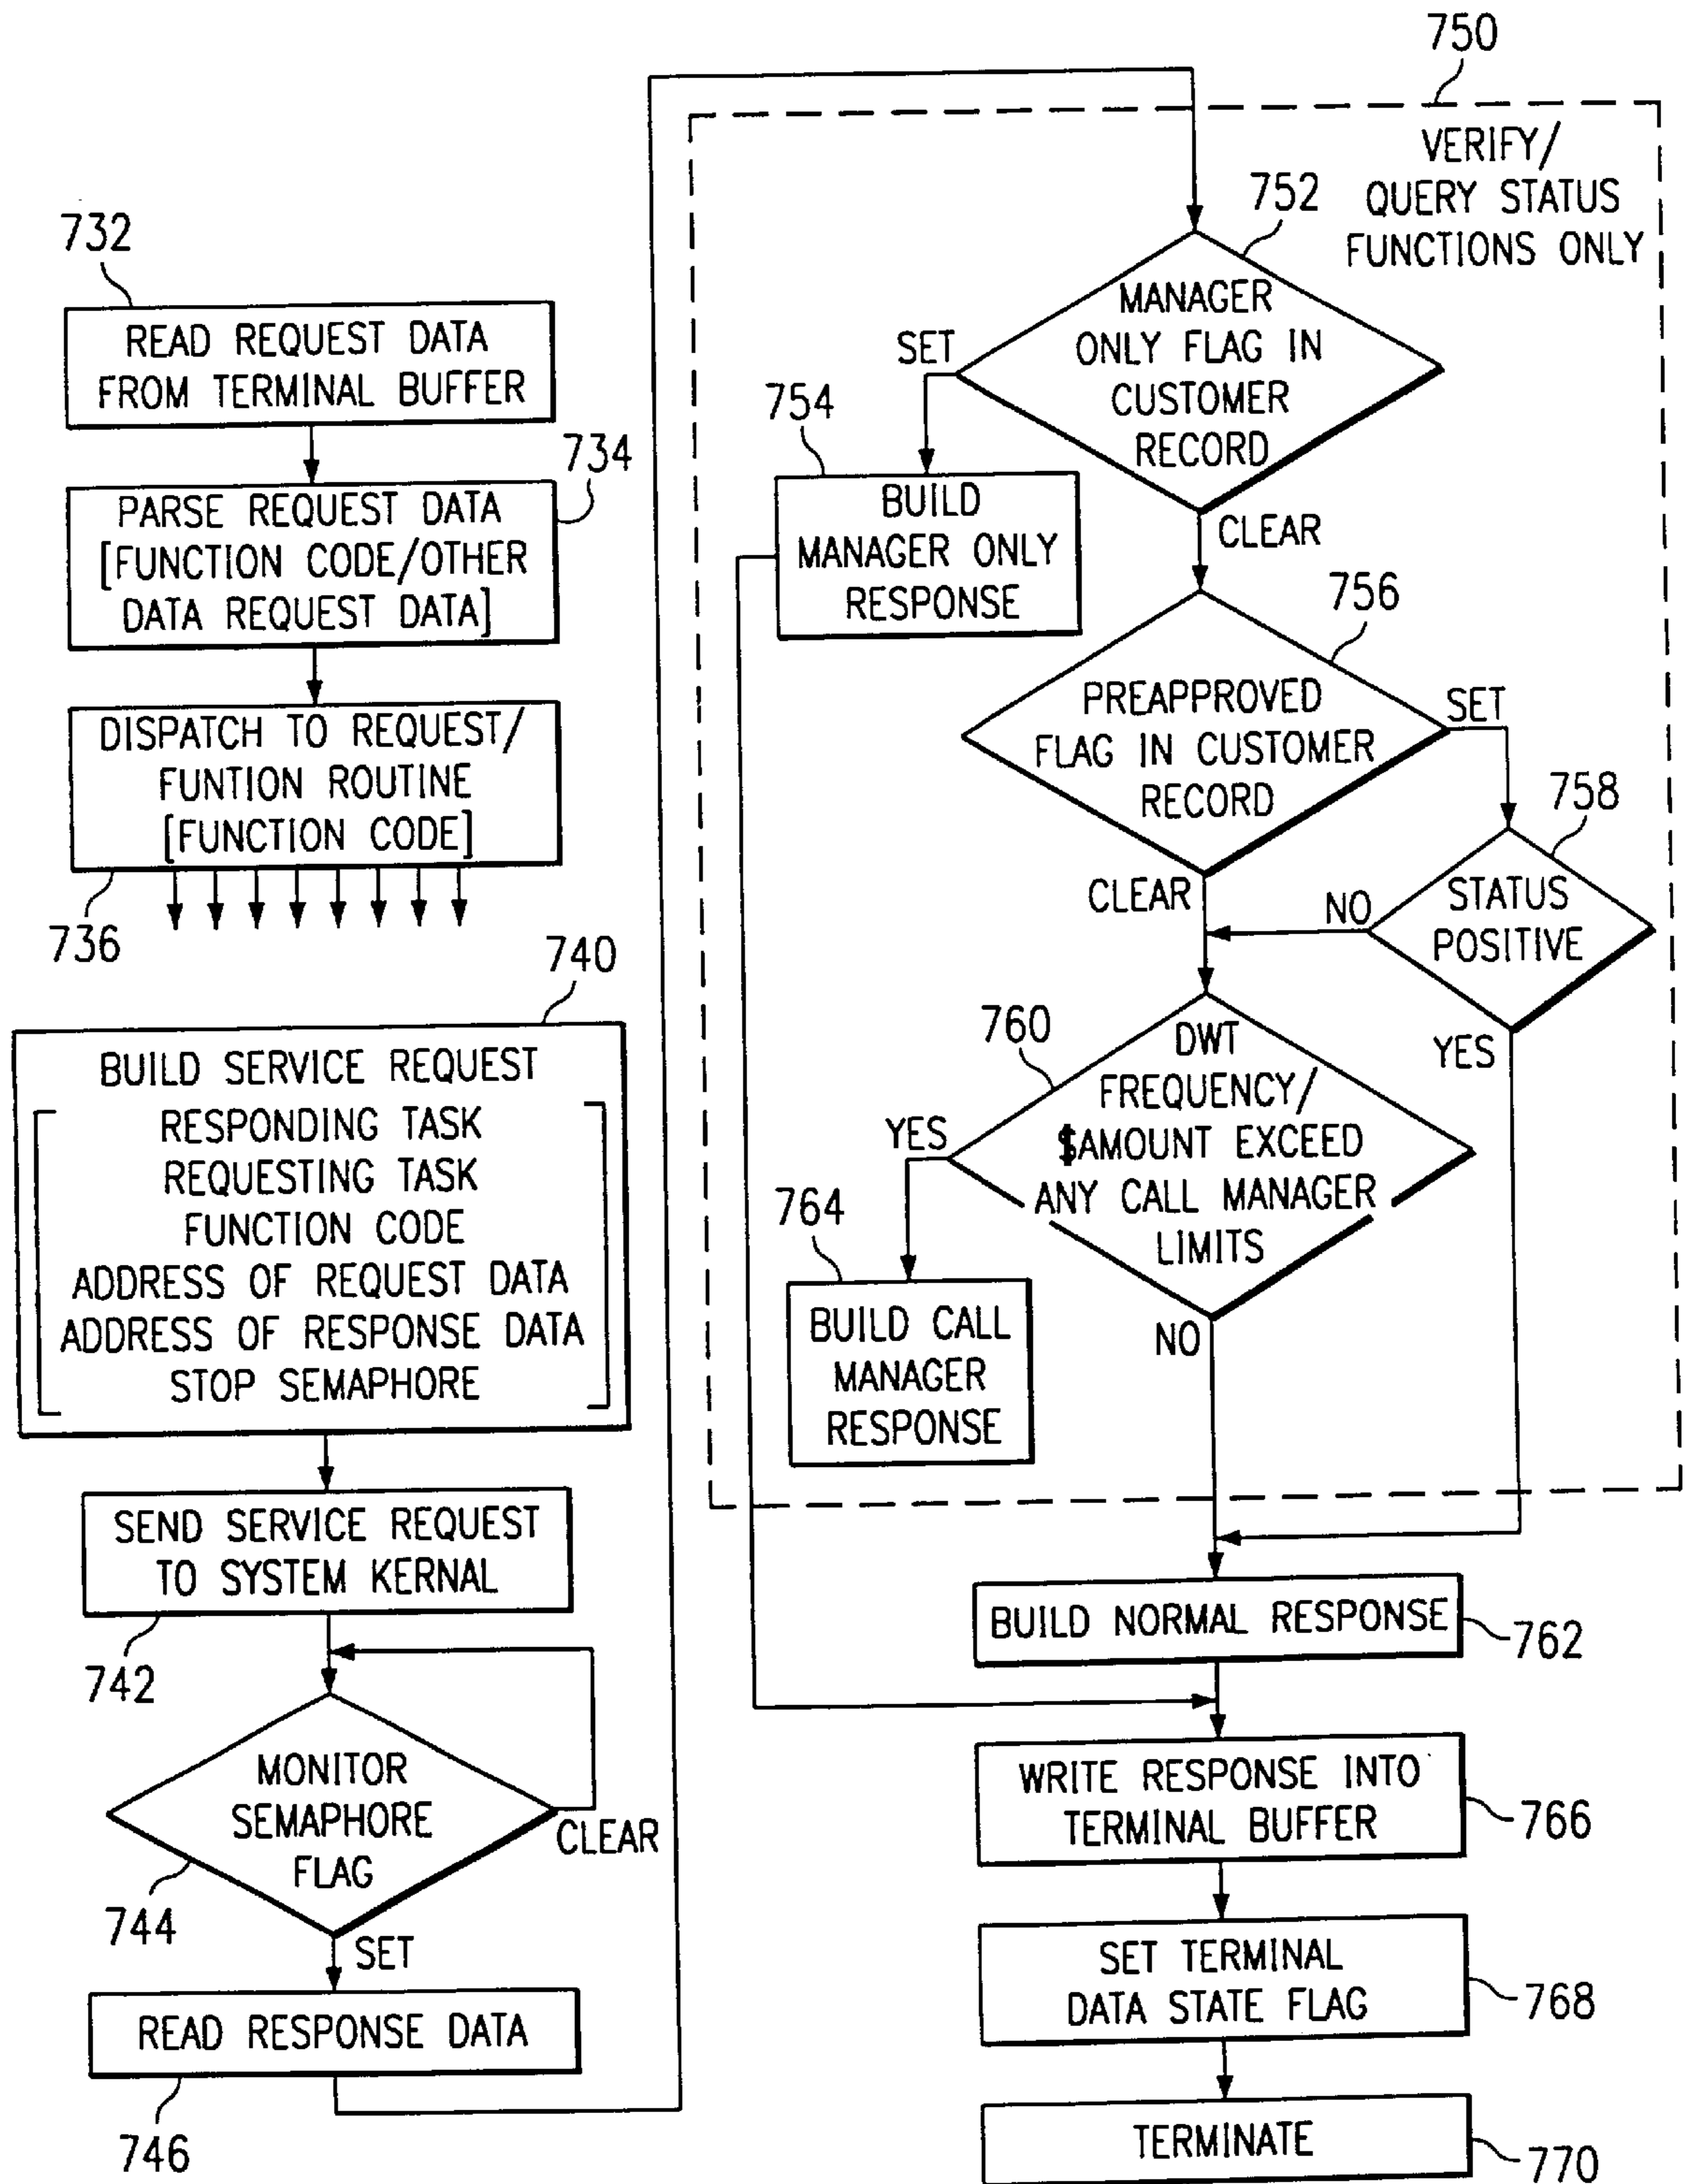 732
READ REQUEST DATA
FROM TERMINAL BUFFER
734
PARSE REQUEST DATA
[FUNCTION CODE/OTHER
DATA REQUEST DATA]
DISPATCH TO REQUEST/
FUNTION ROUTINE
[FUNCTION CODE]
736
740
BUILD SERVICE REQUEST
RESPONDING TASK
REQUESTING TASK
FUNCTION CODE
ADDRESS OF REQUEST DATA
ADDRESS OF RESPONSE DATA
STOP SEMAPHORE
SEND SERVICE REQUEST
TO SYSTEM KERNAL
742
MONITOR
SEMAPHORE
FLAG
CLEAR
744
SET
READ RESPONSE DATA
746
750
VERIFY/
QUERY STATUS
FUNCTIONS ONLY
752
MANAGER
ONLY FLAG IN
CUSTOMER
RECORD
SET
754
BUILD
MANAGER ONLY
RESPONSE
CLEAR
756
PREAPPROVED
FLAG IN CUSTOMER
RECORD
SET
758
STATUS
POSITIVE
CLEAR
NO
YES
760
DWT
FREQUENCY/
$AMOUNT EXCEED
ANY CALL MANAGER
LIMITS
YES
764
BUILD CALL
MANAGER
RESPONSE
NO
BUILD NORMAL RESPONSE
762
WRITE RESPONSE INTO
TERMINAL BUFFER
766
SET TERMINAL
DATA STATE FLAG
768
TERMINATE
770